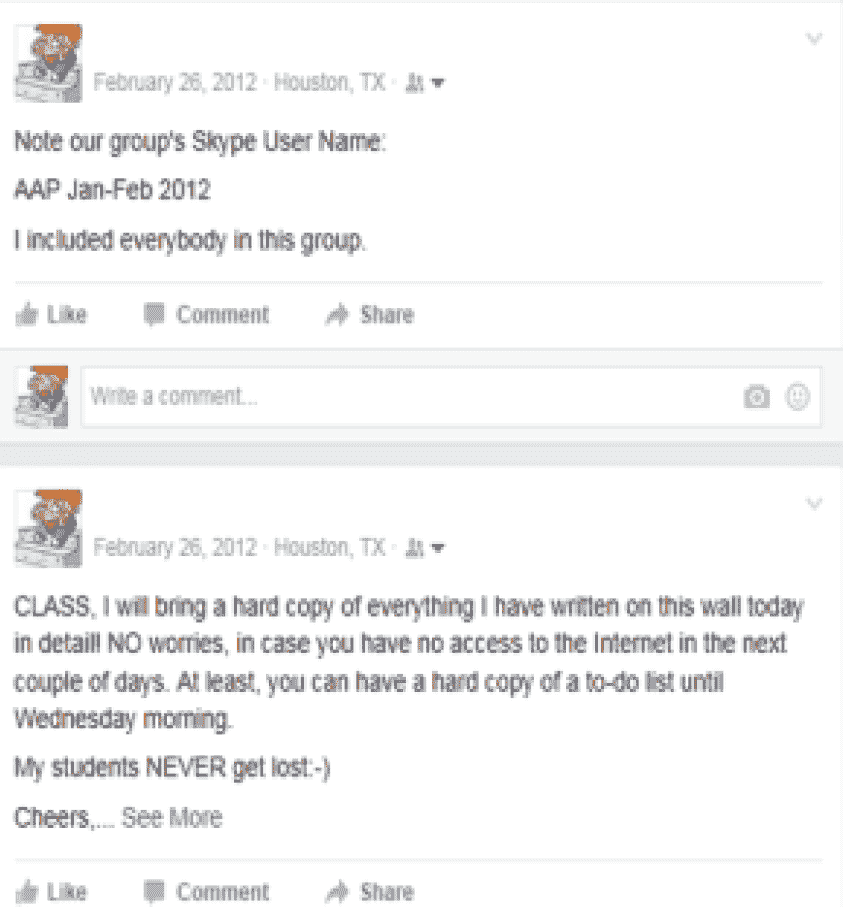 February 26, 2012 · Houston, TX ·
Note our group's Skype User Name:
AAP Jan-Feb 2012
I included everybody in this group.
Like Comment Share
Write a comment...
February 26, 2012 · Houston, TX ·
CLASS, I will bring a hard copy of everything I have written on this wall today
in detail! NO worries, in case you have no access to the Internet in the next
couple of days. At least, you can have a hard copy of a to-do list until
Wednesday morning.
My students NEVER get lost:-)
Cheers,... See More
Like Comment Share